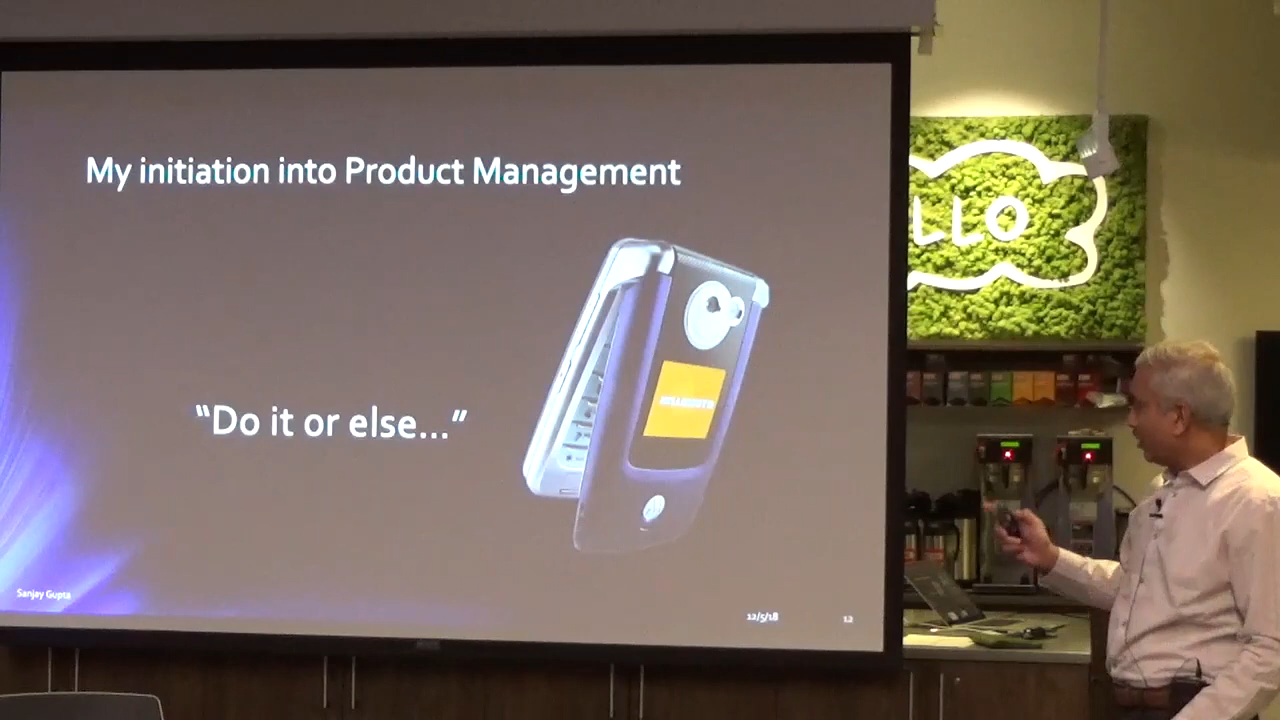 My initiation into Product Management
"Do it or else..."
Sanjay Gupta
12/5/18
12
LLO